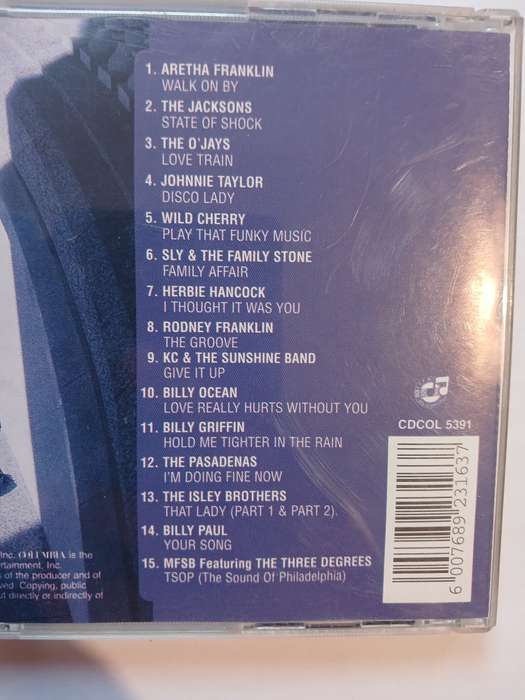 1. ARETHA FRANKLIN
WALK ON BY
2. THE JACKSONS
STATE OF SHOCK
3. THE O'JAYS
LOVE TRAIN
4. JOHNNIE TAYLOR
DISCO LADY
5. WILD CHERRY
PLAY THAT FUNKY MUSIC
6. SLY & THE FAMILY STONE
FAMILY AFFAIR
7. HERBIE HANCOCK
I THOUGHT IT WAS YOU
8. RODNEY FRANKLIN
THE GROOVE
9. KC & THE SUNSHINE BAND
GIVE IT UP
10. BILLY OCEAN
LOVE REALLY HURTS WITHOUT YOU
11. BILLY GRIFFIN
HOLD ME TIGHTER IN THE RAIN
12. THE PASADENAS
I'M DOING FINE NOW
13. THE ISLEY BROTHERS
THAT LADY (PART 1 & PART 2).
14. BILLY PAUL
YOUR SONG
15. MFSB Featuring THE THREE DEGREES
TSOP (The Sound Of Philadelphia)
CDCOL 5391
6 007689 231637
Inc. COLUMBIA is the
rtainment, Inc.
s of the producer and of
ved. Copying, public
ut directly or indirectly of